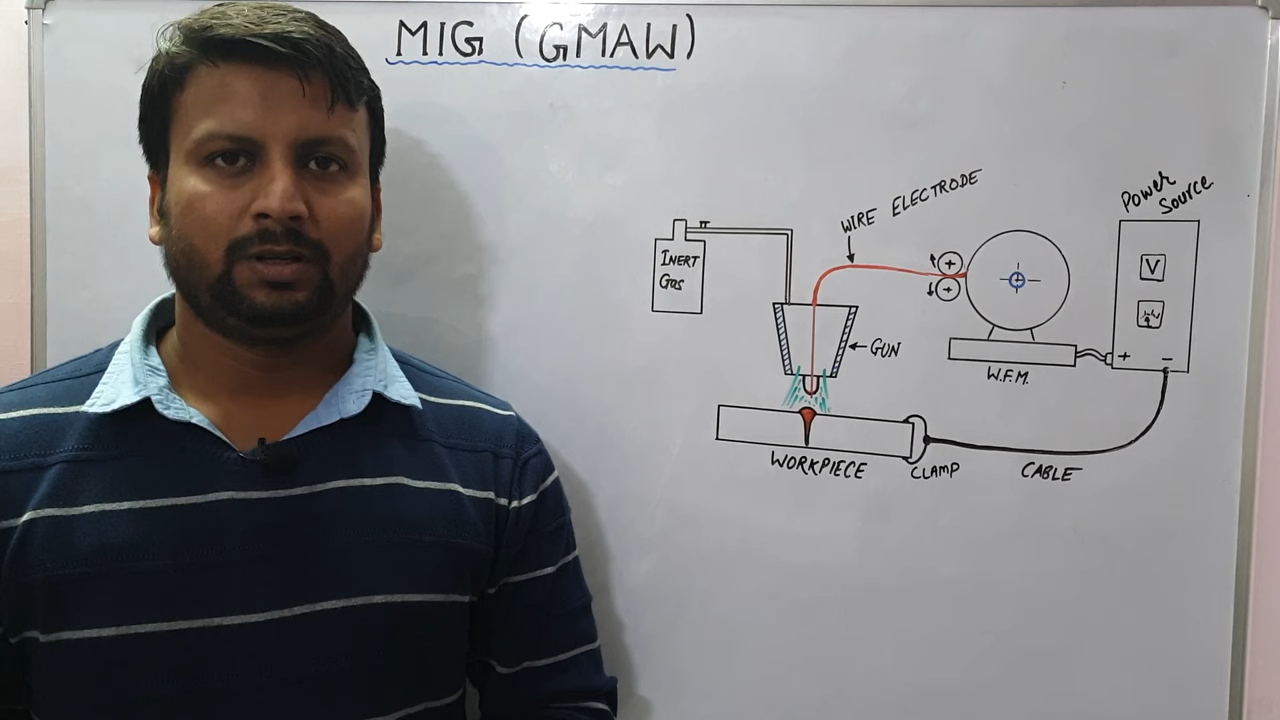 MIG (GMAW)
Power
Source
WIRE ELECTRODE
INERT
Gas
V
GUN
+
+
+ −
W.F.M.
WORKPIECE
CLAMP
CABLE